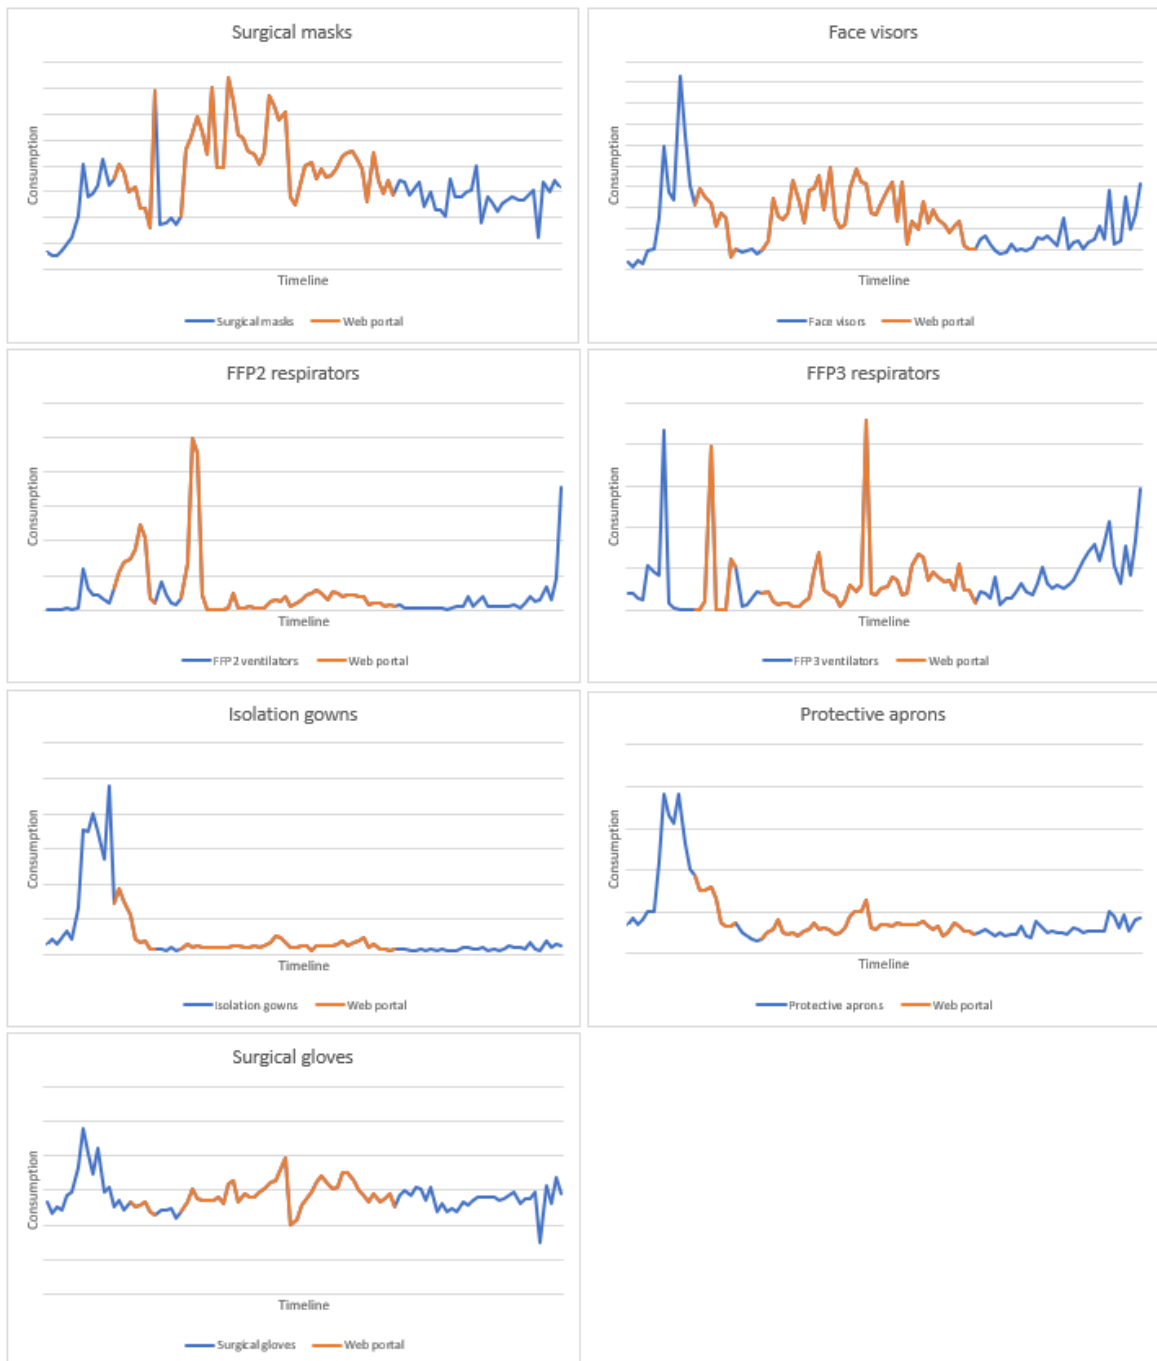 Surgical masks
Consumption
Timeline
Surgical masks Web portal
Face visors
Consumption
Timeline
Face visors Web portal
FFP2 respirators
Consumption
Timeline
FFP2 ventilators Web portal
FFP3 respirators
Consumption
Timeline
FFP3 ventilators Web portal
Isolation gowns
Consumption
Timeline
Isolation gowns Web portal
Protective aprons
Consumption
Timeline
Protective aprons Web portal
Surgical gloves
Consumption
Timeline
Surgical gloves Web portal